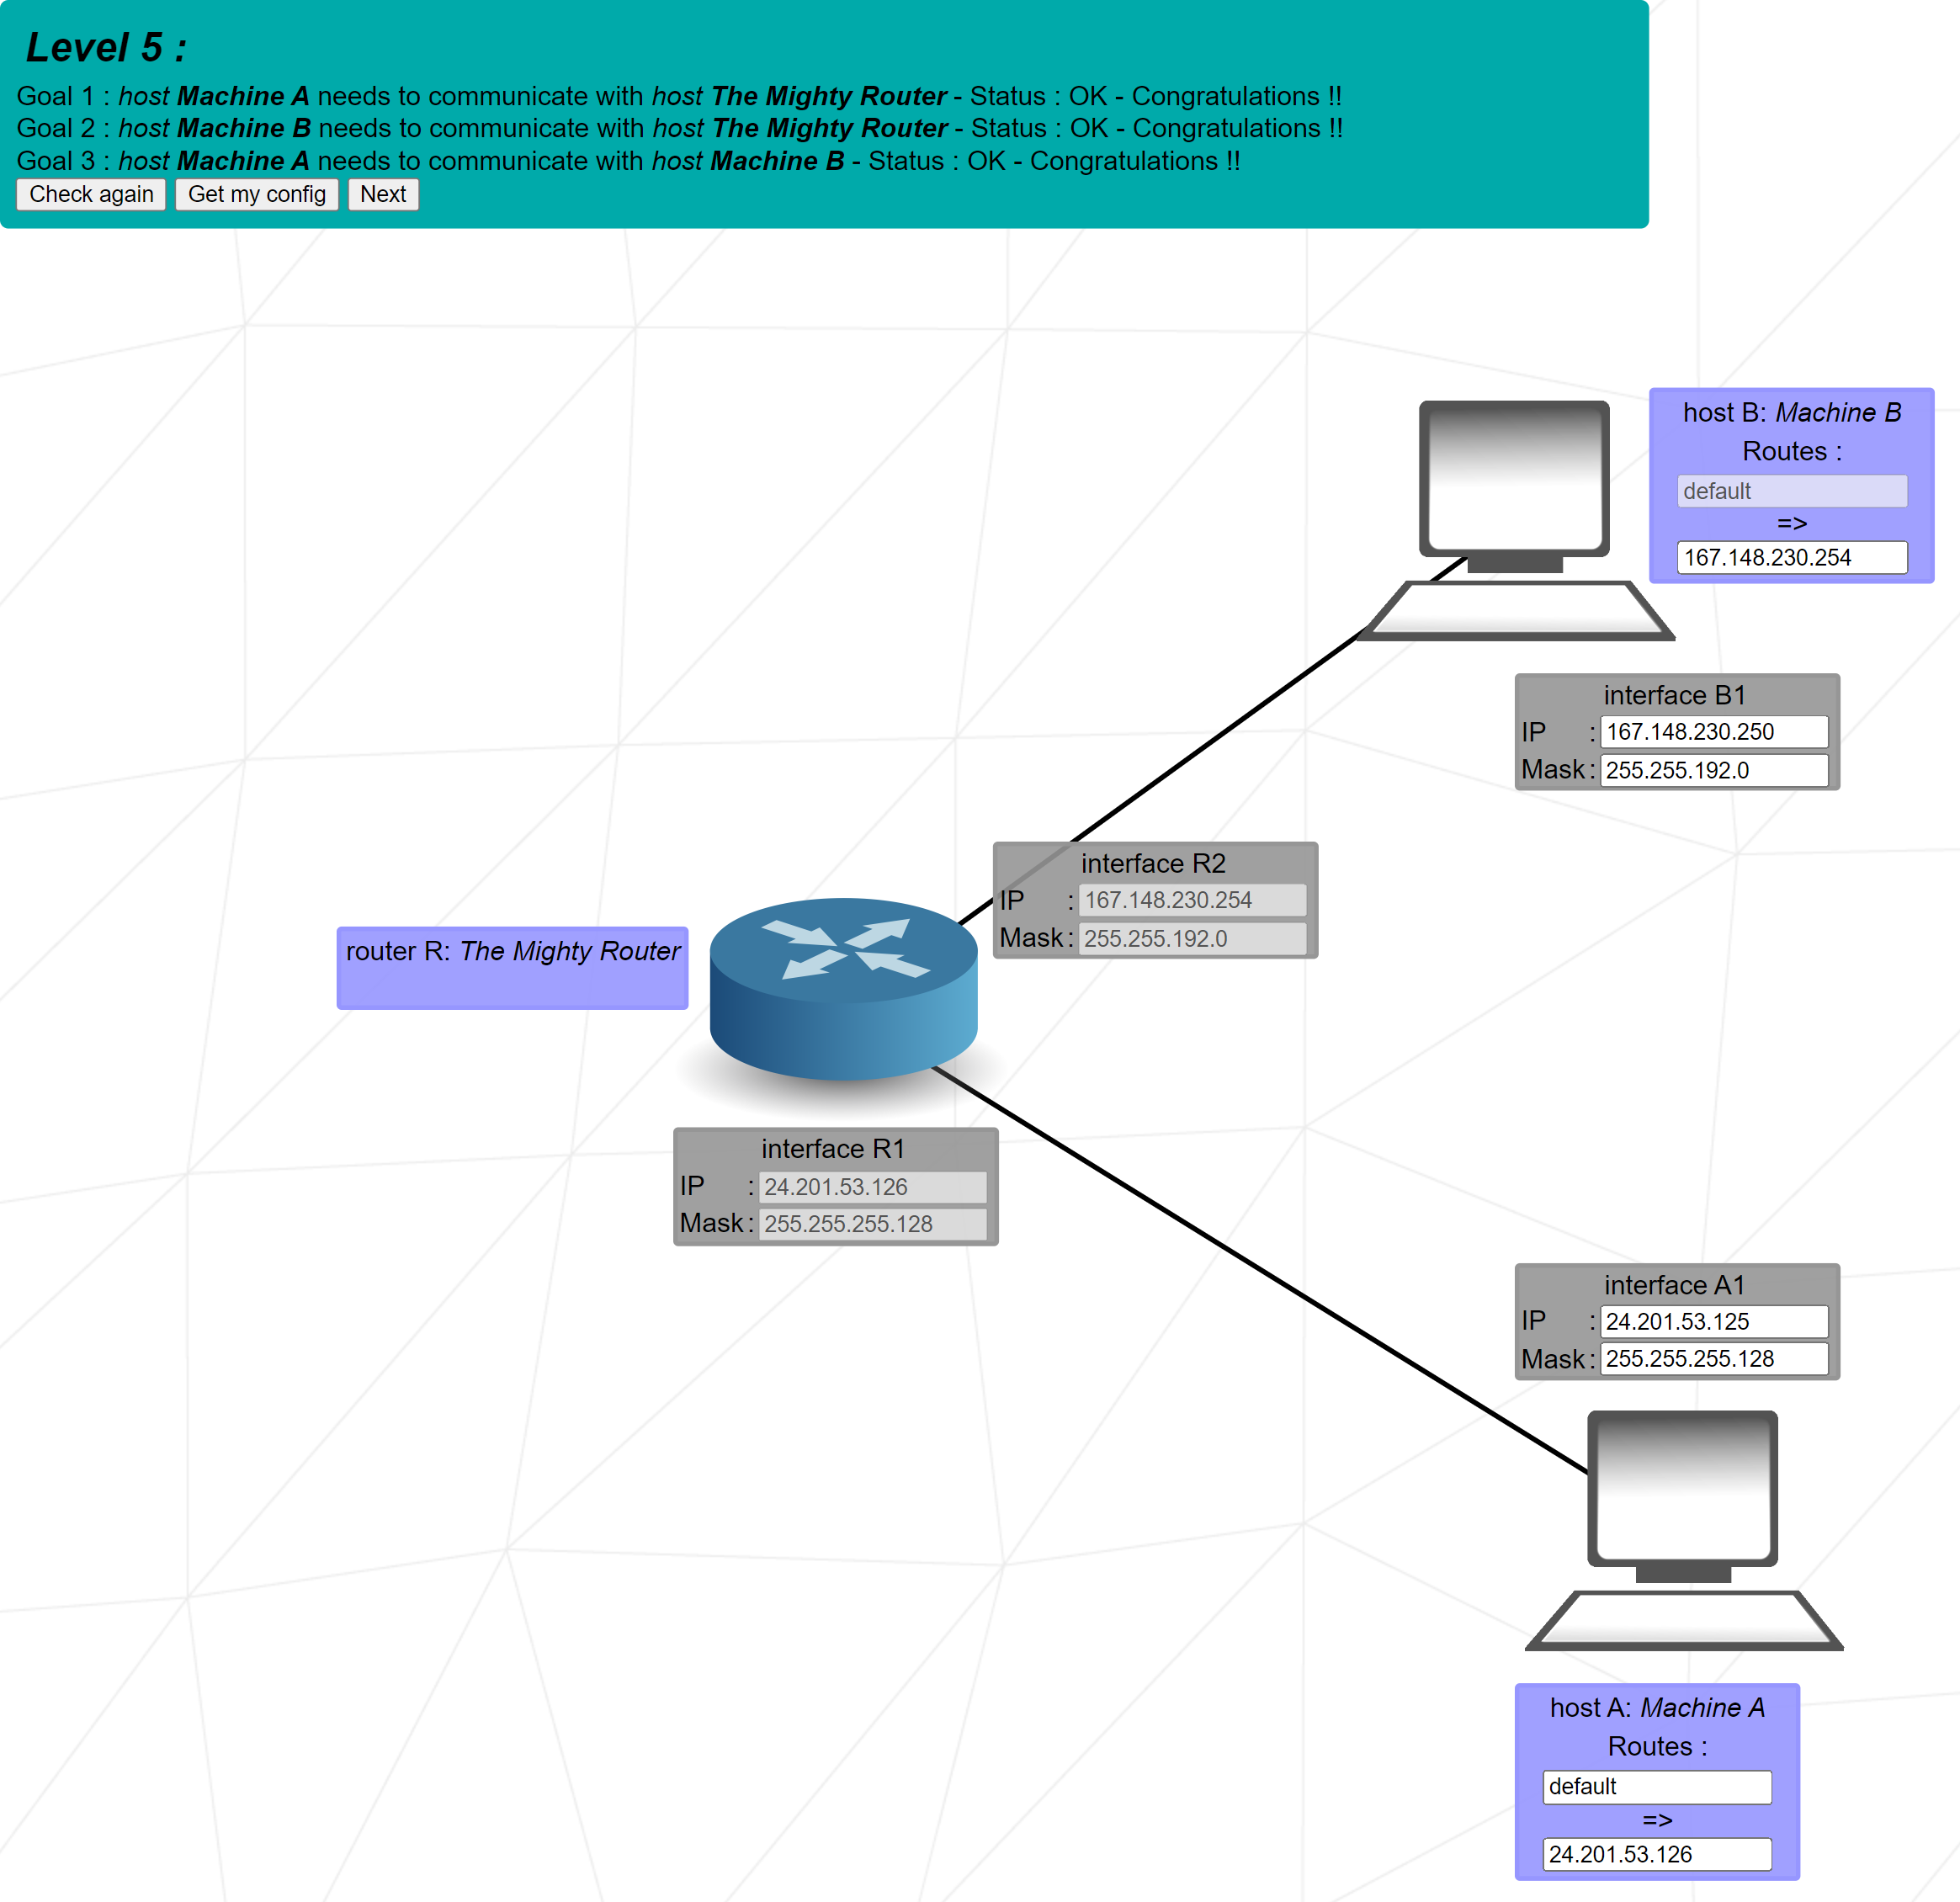 Level 5 :
Goal 1 : host Machine A needs to communicate with host The Mighty Router - Status : OK - Congratulations !!
Goal 2 : host Machine B needs to communicate with host The Mighty Router - Status : OK - Congratulations !!
Goal 3 : host Machine A needs to communicate with host Machine B - Status : OK - Congratulations !!
Check again Get my config Next
host B: Machine B
Routes :
default
=>
167.148.230.254
interface B1
IP : 167.148.230.250
Mask : 255.255.192.0
interface R2
IP : 167.148.230.254
Mask : 255.255.192.0
router R: The Mighty Router
interface R1
IP : 24.201.53.126
Mask : 255.255.255.128
interface A1
IP : 24.201.53.125
Mask : 255.255.255.128
host A: Machine A
Routes :
default
=>
24.201.53.126